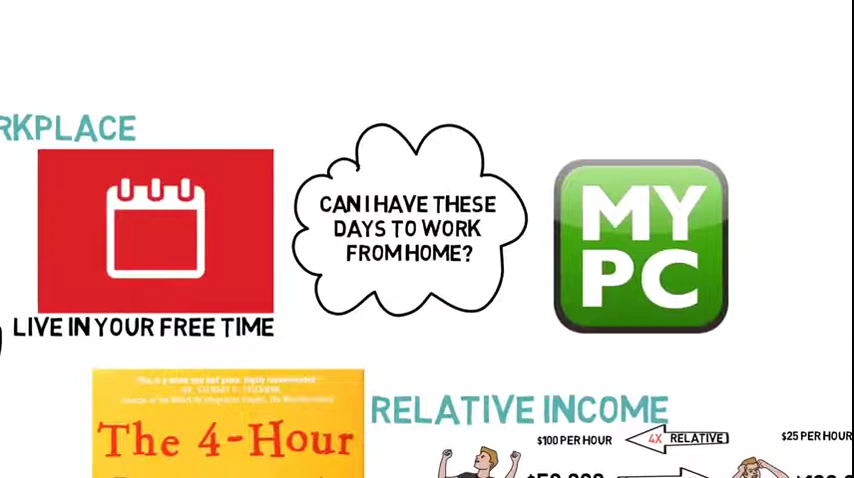 RKPLACE
CAN I HAVE THESE
DAYS TO WORK
FROM HOME?
MY
PC
LIVE IN YOUR FREE TIME
The 4-Hour
RELATIVE INCOME
$100 PER HOUR
4X RELATIVE
$25 PER HOUR